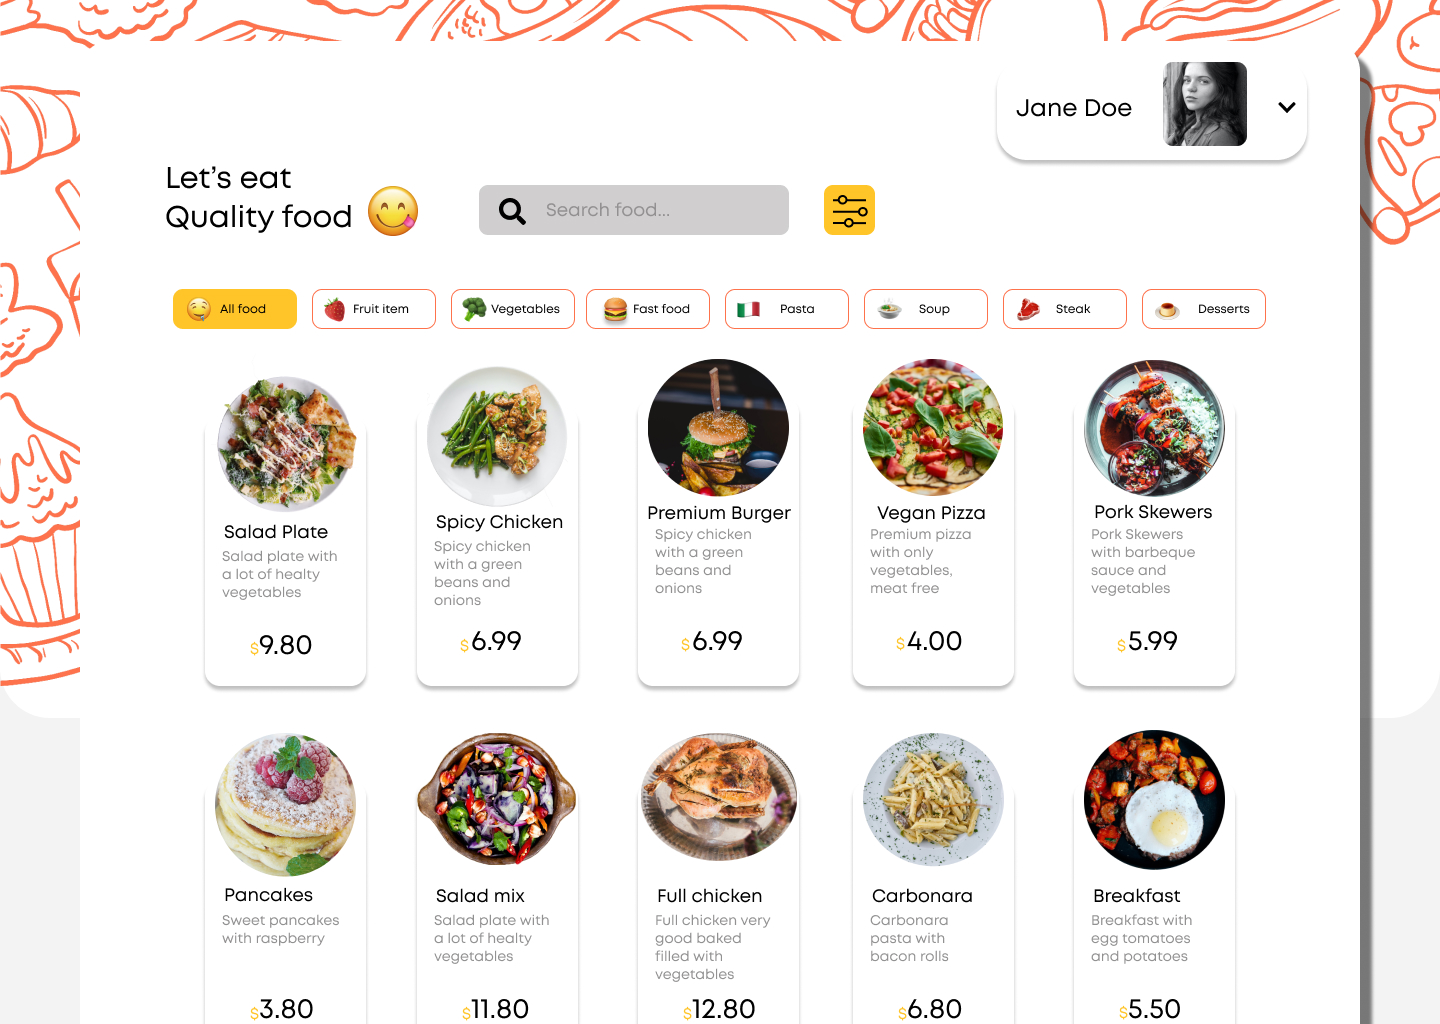 Jane Doe
Let's eat
Quality food
Search food...
All food
Fruit item
Vegetables
Fast food
Pasta
Soup
Steak
Desserts
Salad Plate
Salad plate with
a lot of healty
vegetables
$9.80
Spicy Chicken
Spicy chicken
with a green
beans and
onions
$6.99
Premium Burger
Spicy chicken
with a green
beans and
onions
$6.99
Vegan Pizza
Premium pizza
with only
vegetables,
meat free
$4.00
Pork Skewers
Pork Skewers
with barbeque
sauce and
vegetables
$5.99
Pancakes
Sweet pancakes
with raspberry
$3.80
Salad mix
Salad plate with
a lot of healty
vegetables
$11.80
Full chicken
Full chicken very
good baked
filled with
vegetables
$12.80
Carbonara
Carbonara
pasta with
bacon rolls
$6.80
Breakfast
Breakfast with
egg tomatoes
and potatoes
$5.50